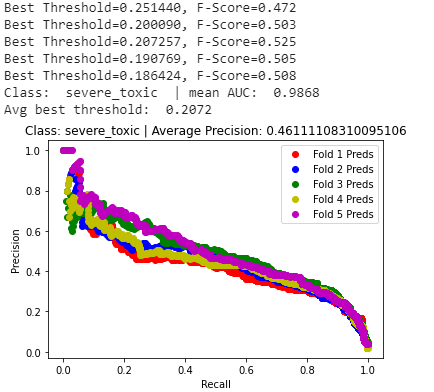 Best Threshold=0.251440, F-Score=0.472
Best Threshold=0.200090, F-Score=0.503
Best Threshold=0.207257, F-Score=0.525
Best Threshold=0.190769, F-Score=0.505
Best Threshold=0.186424, F-Score=0.508
Class:  severe_toxic  | mean AUC:  0.9868
Avg best threshold:  0.2072
Class: severe_toxic | Average Precision: 0.46111108310095106
Fold 1 Preds
Fold 2 Preds
Fold 3 Preds
Fold 4 Preds
Fold 5 Preds
1.0
0.8
0.6
0.4
0.2
0.0
Precision
0.0 0.2 0.4 0.6 0.8 1.0
Recall